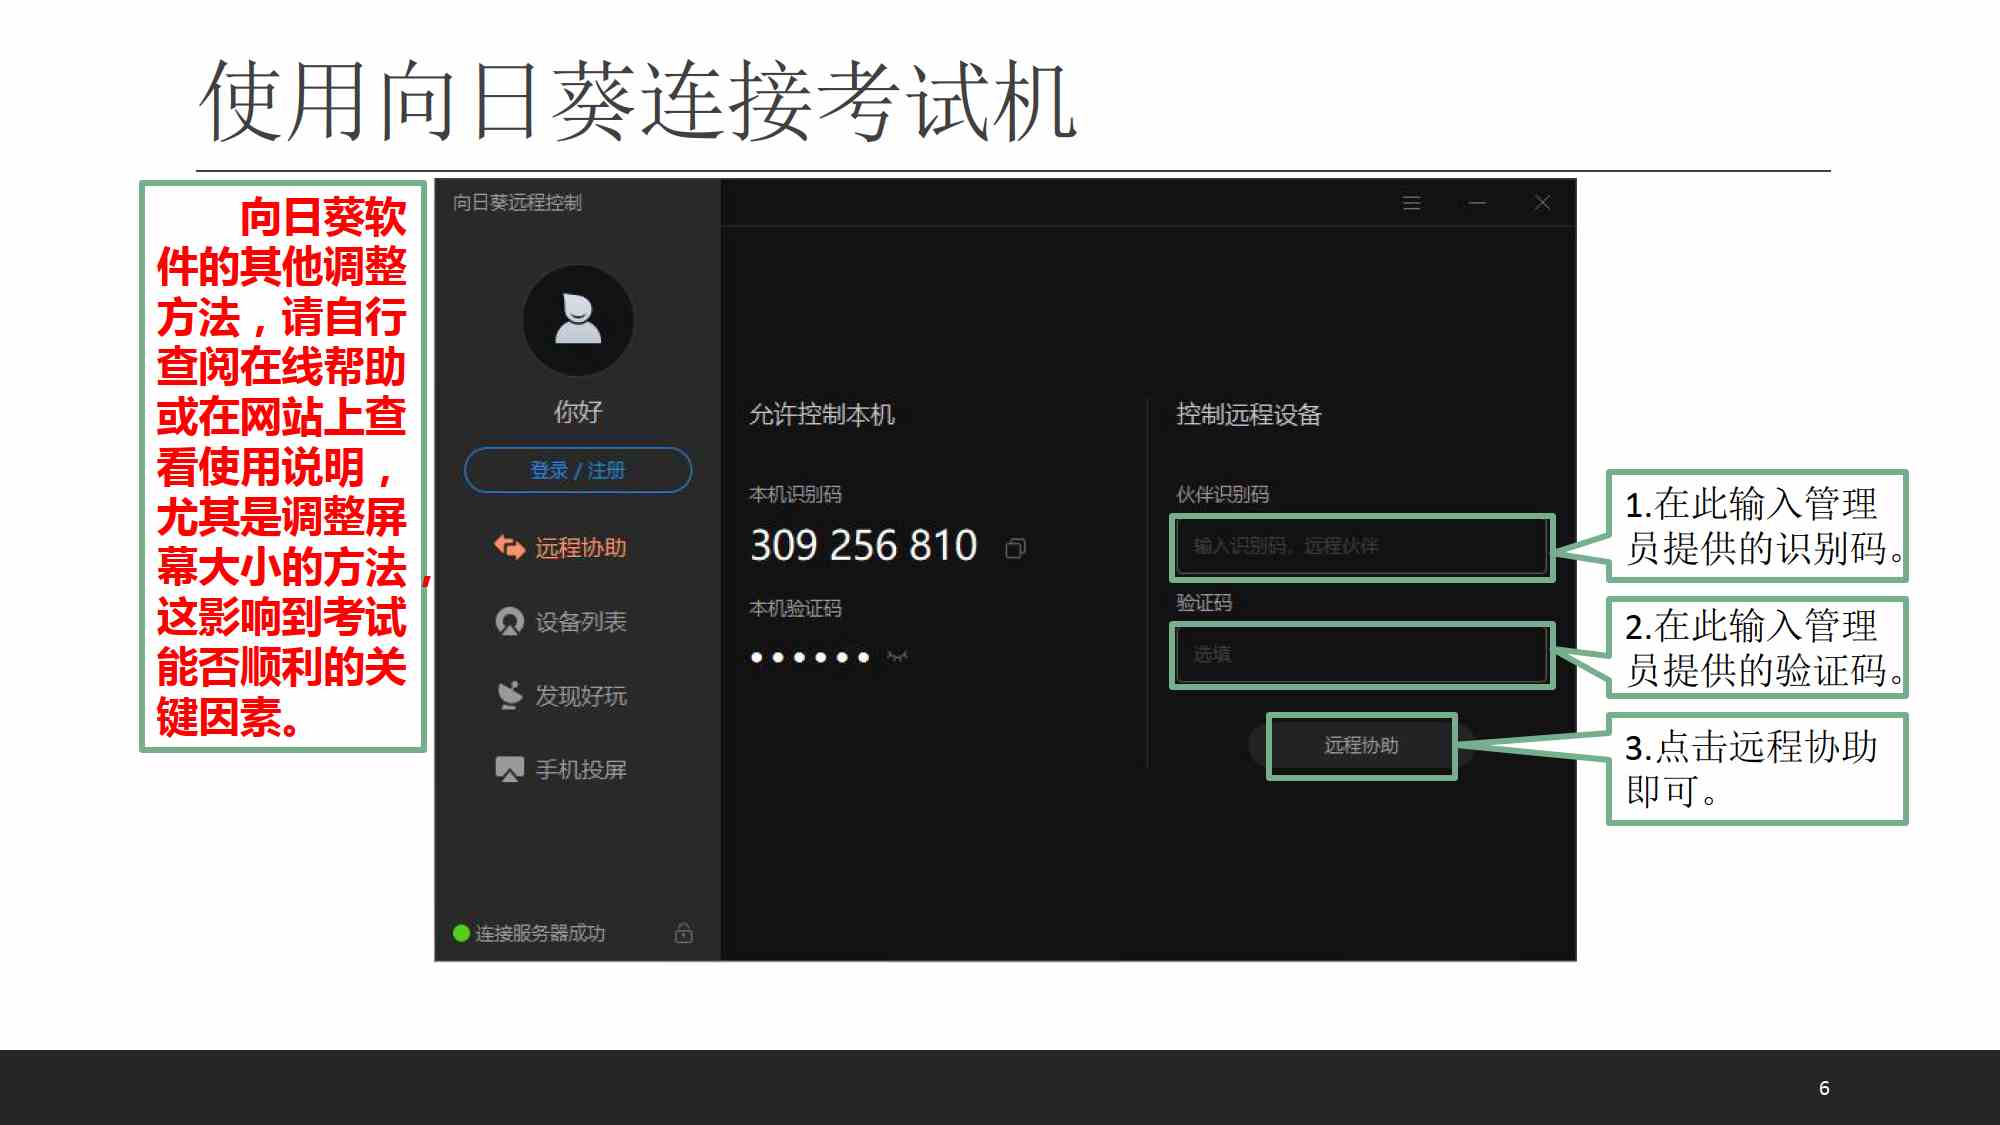 使用向日葵连接考试机
向日葵软
件的其他调整
方法，请自行
查阅在线帮助
或在网站上查
看使用说明，
尤其是调整屏
幕大小的方法，
这影响到考试
能否顺利的关
键因素。
向日葵远程控制
你好
登录 / 注册
远程协助
设备列表
发现好玩
手机投屏
连接服务器成功
允许控制本机
本机识别码
309 256 810
本机验证码
控制远程设备
伙伴识别码
输入识别码，远程伙伴
验证码
选填
远程协助
1.在此输入管理
员提供的识别码。
2.在此输入管理
员提供的验证码。
3.点击远程协助
即可。
6